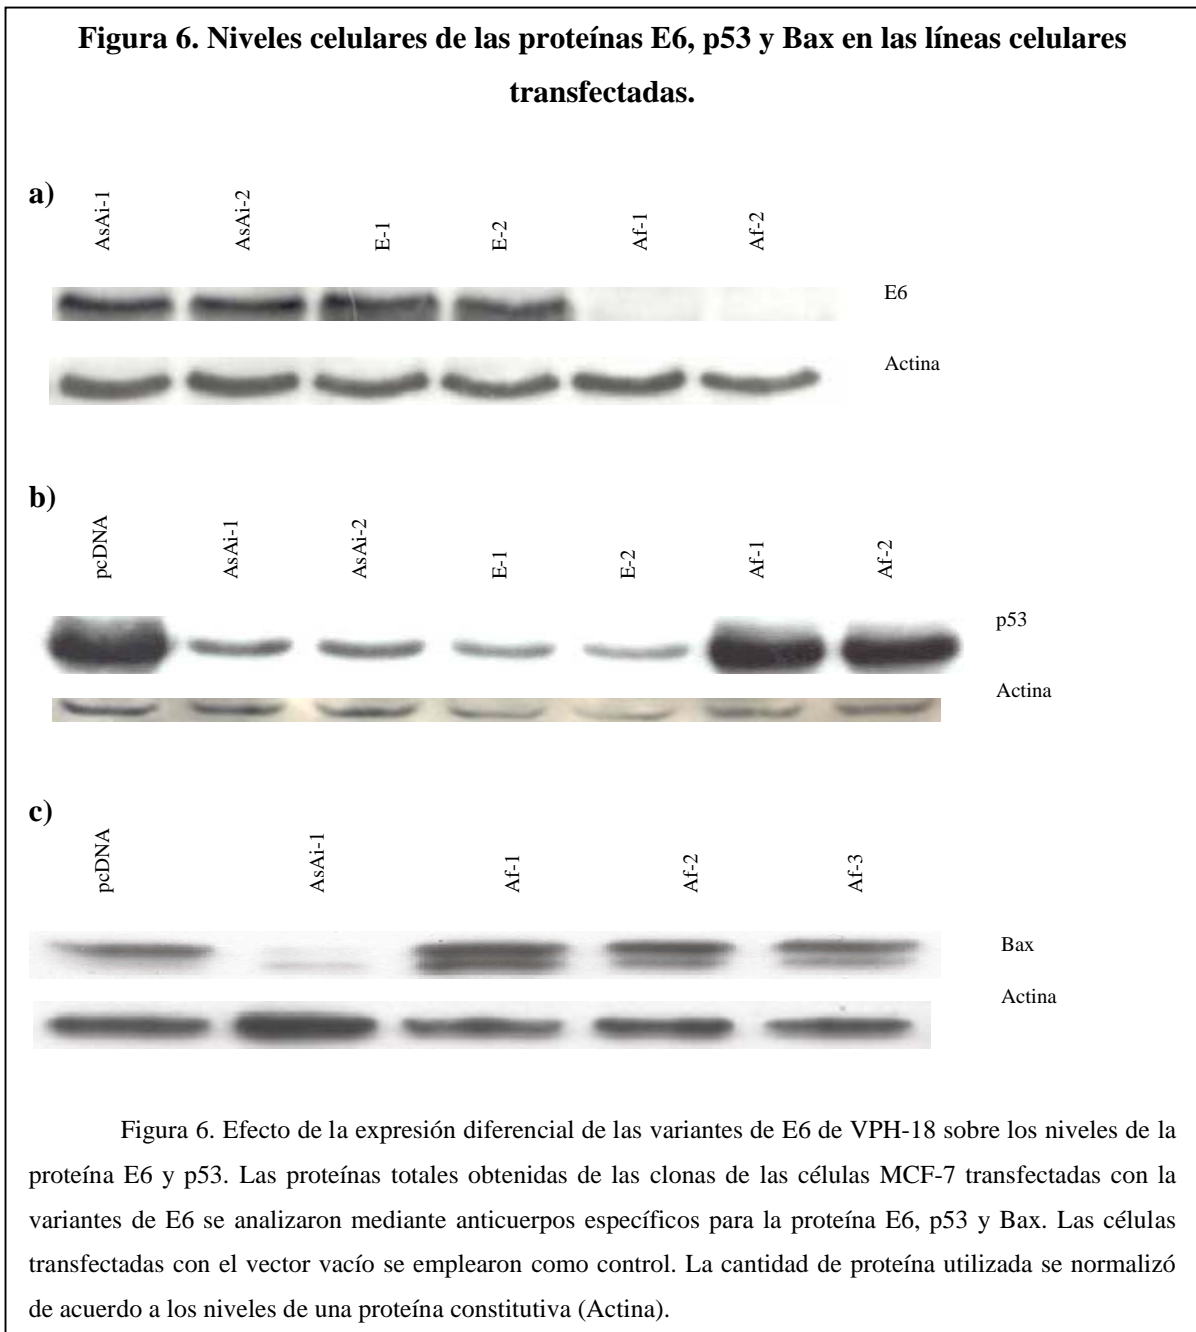 Figura 6. Niveles celulares de las proteínas E6, p53 y Bax en las líneas celulares
transfectadas.
a)
AsAi-1
AsAi-2
E-1
E-2
Af-1
Af-2
E6
Actina
b)
pcDNA
AsAi-1
AsAi-2
E-1
E-2
Af-1
Af-2
p53
Actina
c)
pcDNA
AsAi-1
Af-1
Af-2
Af-3
Bax
Actina
Figura 6. Efecto de la expresión diferencial de las variantes de E6 de VPH-18 sobre los niveles de la
proteína E6 y p53. Las proteínas totales obtenidas de las clonas de las células MCF-7 transfectadas con la
variantes de E6 se analizaron mediante anticuerpos específicos para la proteína E6, p53 y Bax. Las células
transfectadas con el vector vacío se emplearon como control. La cantidad de proteína utilizada se normalizó
de acuerdo a los niveles de una proteína constitutiva (Actina).